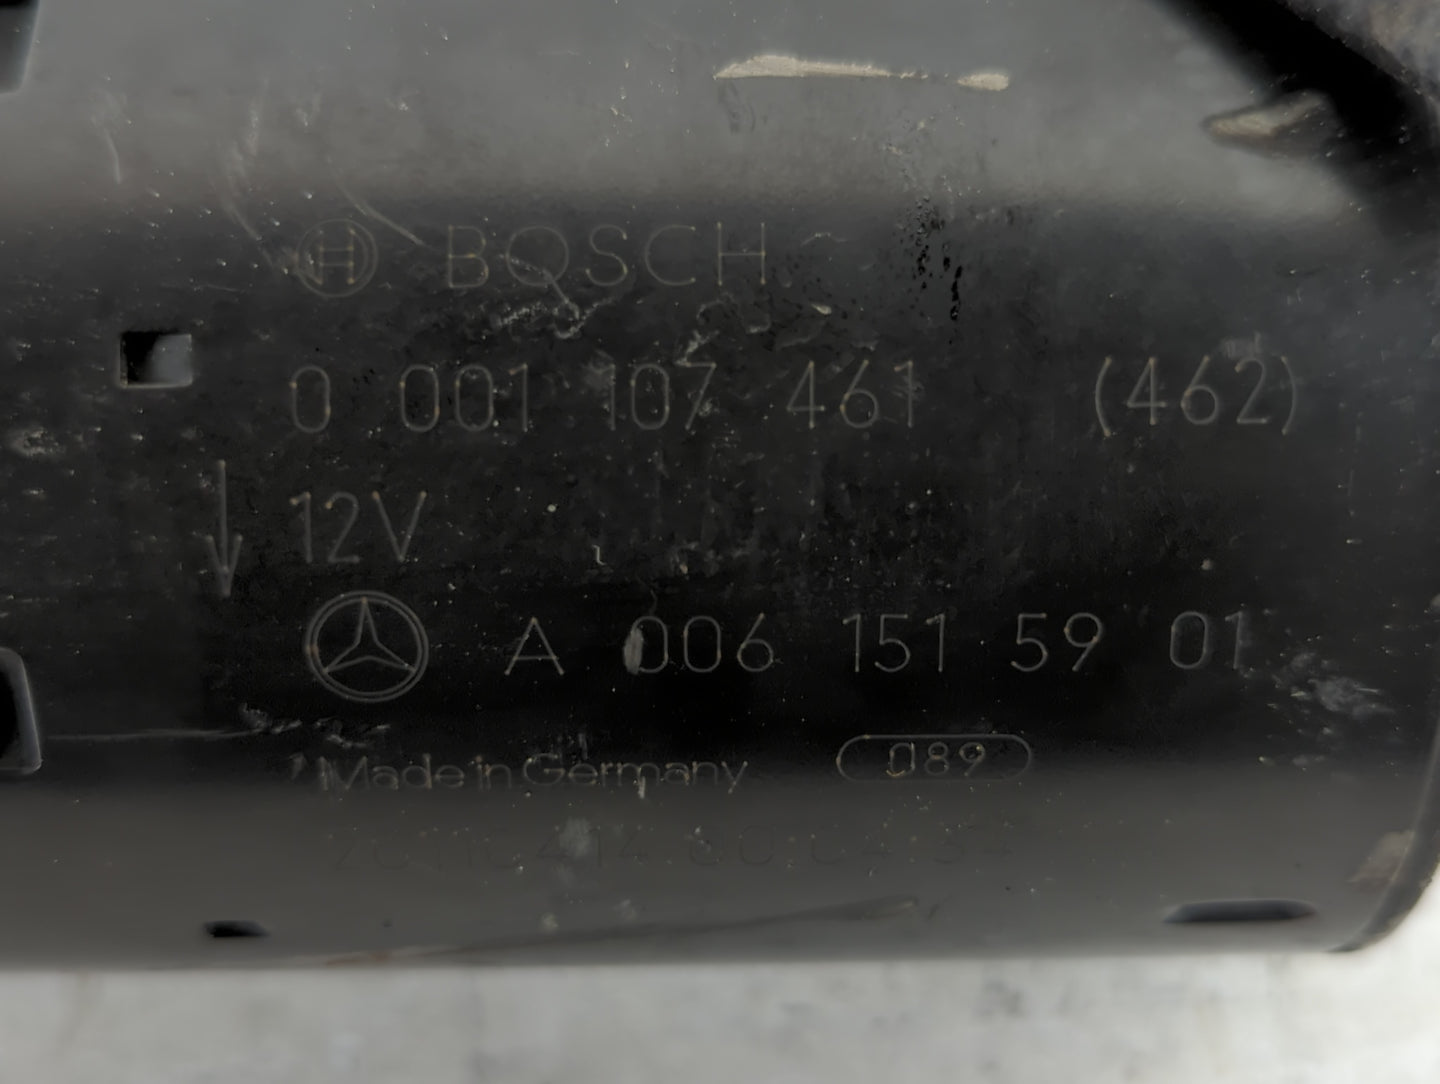 BOSCH
0 001 107 461 (462)
12V
A 006 151 59 01
Made in Germany 089